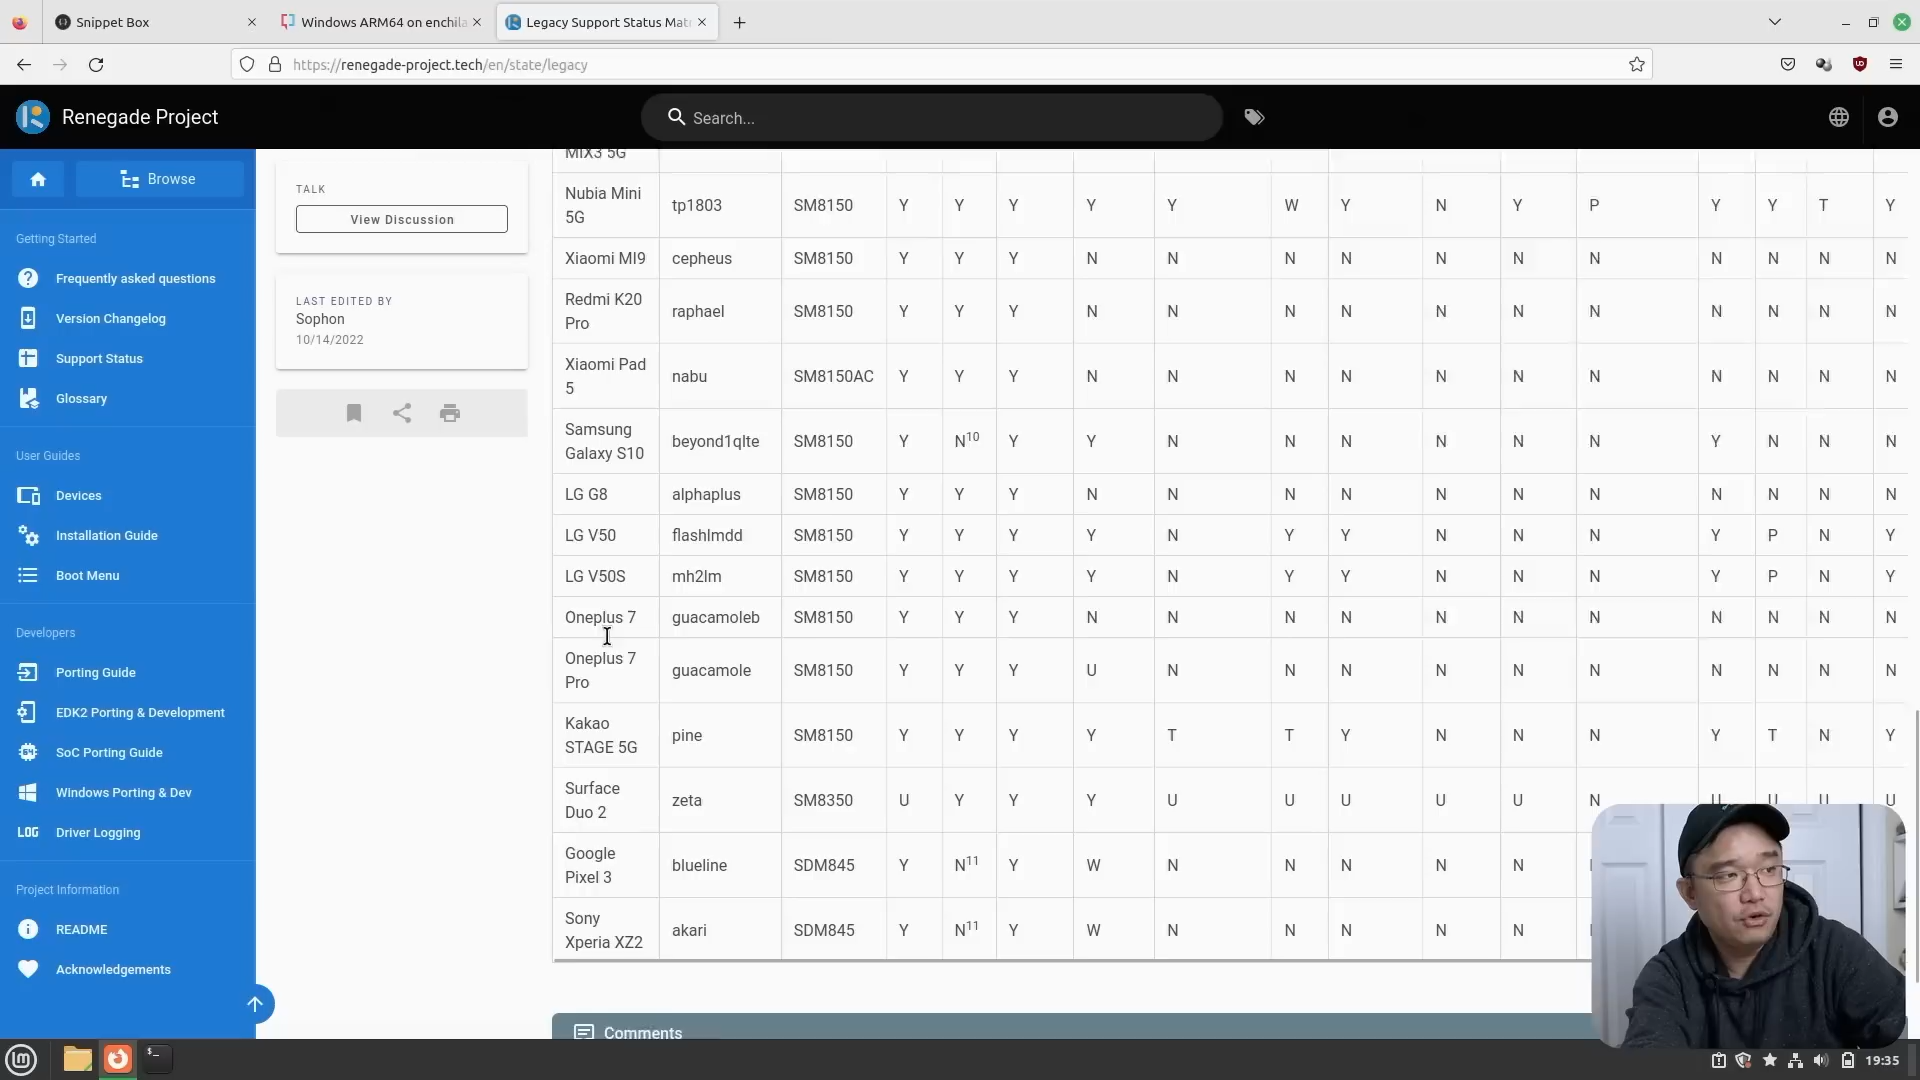 Snippet Box
Windows ARM64 on enchila
Legacy Support Status Mat
https://renegade-project.tech/en/state/legacy
Renegade Project
Search...
Browse
Getting Started
Frequently asked questions
Version Changelog
Support Status
Glossary
User Guides
Devices
Installation Guide
Boot Menu
Developers
Porting Guide
EDK2 Porting & Development
SoC Porting Guide
Windows Porting & Dev
LOG Driver Logging
Project Information
README
Acknowledgements
TALK
View Discussion
LAST EDITED BY
Sophon
10/14/2022
MIX3 5G
Nubia Mini 5G tp1803 SM8150 Y Y Y Y Y W Y N Y P Y Y T Y
Xiaomi MI9 cepheus SM8150 Y Y Y N N N N N N N N N N N
Redmi K20 Pro raphael SM8150 Y Y Y N N N N N N N N N N N
Xiaomi Pad 5 nabu SM8150AC Y Y Y N N N N N N N N N N N
Samsung Galaxy S10 beyond1qlte SM8150 Y N10 Y Y N N N N N N Y N N N
LG G8 alphaplus SM8150 Y Y Y N N N N N N N N N N N
LG V50 flashlmdd SM8150 Y Y Y Y N Y Y N N N Y P N Y
LG V50S mh2lm SM8150 Y Y Y Y N Y Y N N N Y P N Y
Oneplus 7 guacamoleb SM8150 Y Y Y N N N N N N N N N N N
Oneplus 7 Pro guacamole SM8150 Y Y Y U N N N N N N N N N N
Kakao STAGE 5G pine SM8150 Y Y Y Y T T Y N N N Y T N Y
Surface Duo 2 zeta SM8350 U Y Y Y U U U U U N U U U U
Google Pixel 3 blueline SDM845 Y N11 Y W N N N N N
Sony Xperia XZ2 akari SDM845 Y N11 Y W N N N N N
Comments
19:35